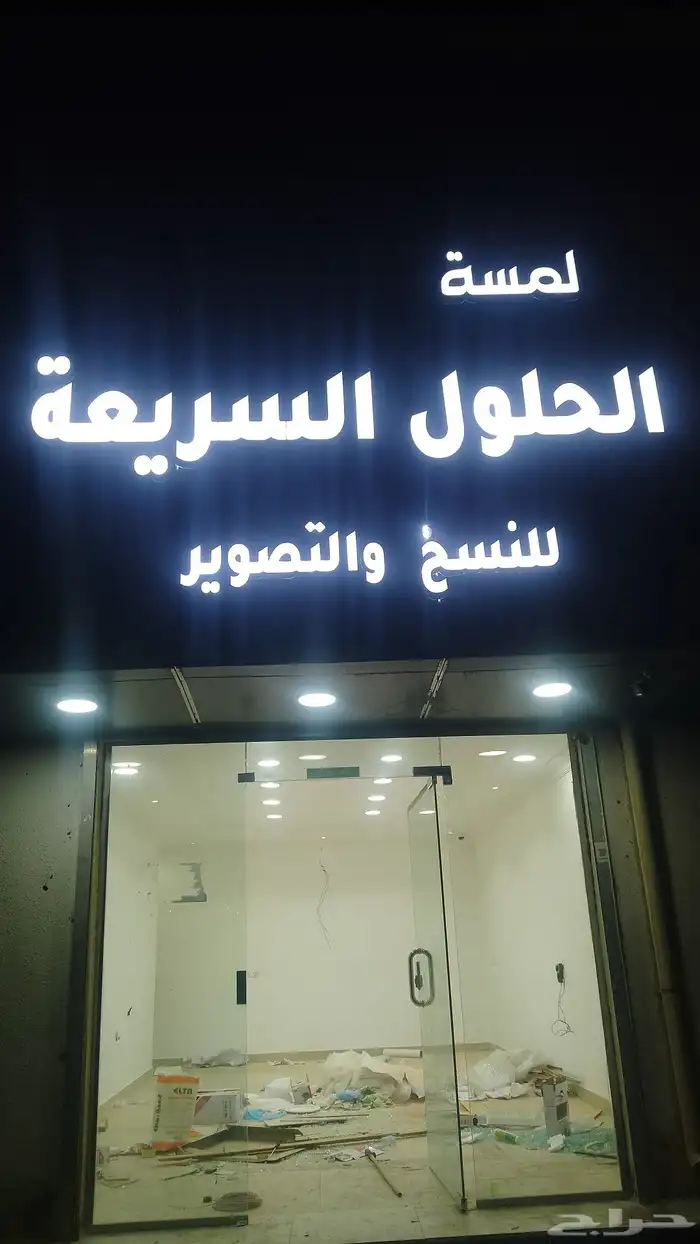 لمسة
الحلول السريعة
للنسخ والتصوير
حراج